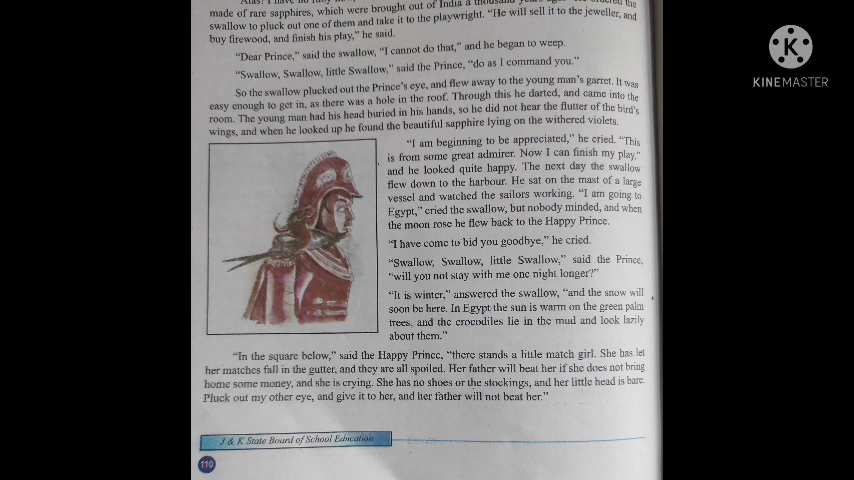 made of rare sapphires, which were brought out of India a thousand years ago. He ordered the
swallow to pluck out one of them and take it to the playwright. "He will sell it to the jeweller, and
buy firewood, and finish his play," he said.
"Dear Prince," said the swallow, "I cannot do that," and he began to weep.
"Swallow, Swallow, little Swallow," said the Prince, "do as I command you."
So the swallow plucked out the Prince's eye, and flew away to the young man's garret. It was
easy enough to get in, as there was a hole in the roof. Through this he darted, and came into the
room. The young man had his head buried in his hands, so he did not hear the flutter of the bird's
wings, and when he looked up he found the beautiful sapphire lying on the withered violets.
"I am beginning to be appreciated," he cried. "This
is from some great admirer. Now I can finish my play,"
and he looked quite happy. The next day the swallow
flew down to the harbour. He sat on the mast of a large
vessel and watched the sailors working. "I am going to
Egypt," cried the swallow, but nobody minded, and when
the moon rose he flew back to the Happy Prince.
"I have come to bid you goodbye," he cried.
"Swallow, Swallow, little Swallow," said the Prince,
"will you not stay with me one night longer?"
"It is winter," answered the swallow, "and the snow will
soon be here. In Egypt the sun is warm on the green palm
trees, and the crocodiles lie in the mud and look lazily
about them."
"In the square below," said the Happy Prince, "there stands a little match girl. She has let
her matches fall in the gutter, and they are all spoiled. Her father will beat her if she does not bring
home some money, and she is crying. She has no shoes or the stockings, and her little head is bare.
Pluck out my other eye, and give it to her, and her father will not beat her."
J & K State Board of School Education
110
K
KINEMASTER